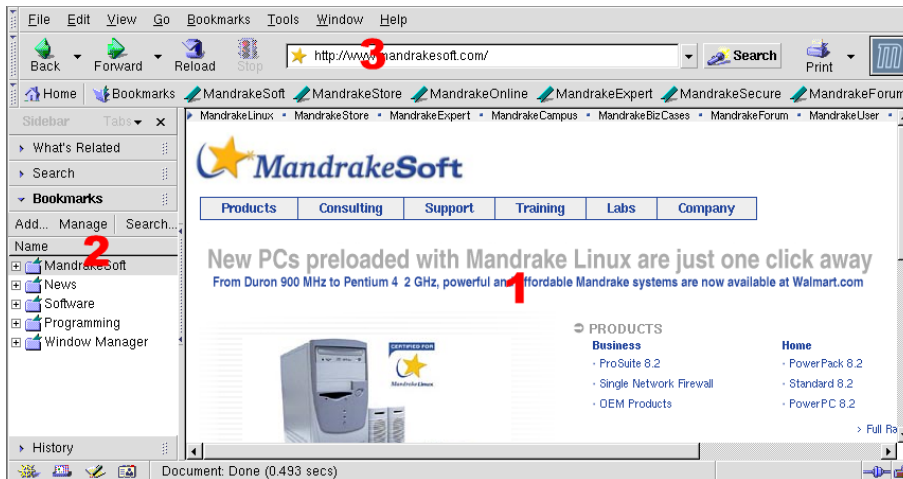 File Edit View Go Bookmarks Tools Window Help
Back Forward Reload Stop http://www.mandrakesoft.com/ Search Print
3
Home Bookmarks MandrakeSoft MandrakeStore MandrakeOnline MandrakeExpert MandrakeSecure MandrakeForum
Sidebar Tabs
MandrakeLinux MandrakeStore MandrakeExpert MandrakeCampus MandrakeBizCases MandrakeForum MandrakeUser
What's Related
Search
Bookmarks
Add... Manage Search...
Name
2
MandrakeSoft
News
Software
Programming
Window Manager
History
MandrakeSoft
Products Consulting Support Training Labs Company
New PCs preloaded with Mandrake Linux are just one click away
From Duron 900 MHz to Pentium 4 2 GHz, powerful and affordable Mandrake systems are now available at Walmart.com
1
CERTIFIED FOR
MandrakeLinux
PRODUCTS
Business
· ProSuite 8.2
· Single Network Firewall
· OEM Products
Home
· PowerPack 8.2
· Standard 8.2
· PowerPC 8.2
› Full Ra
Document: Done (0.493 secs)